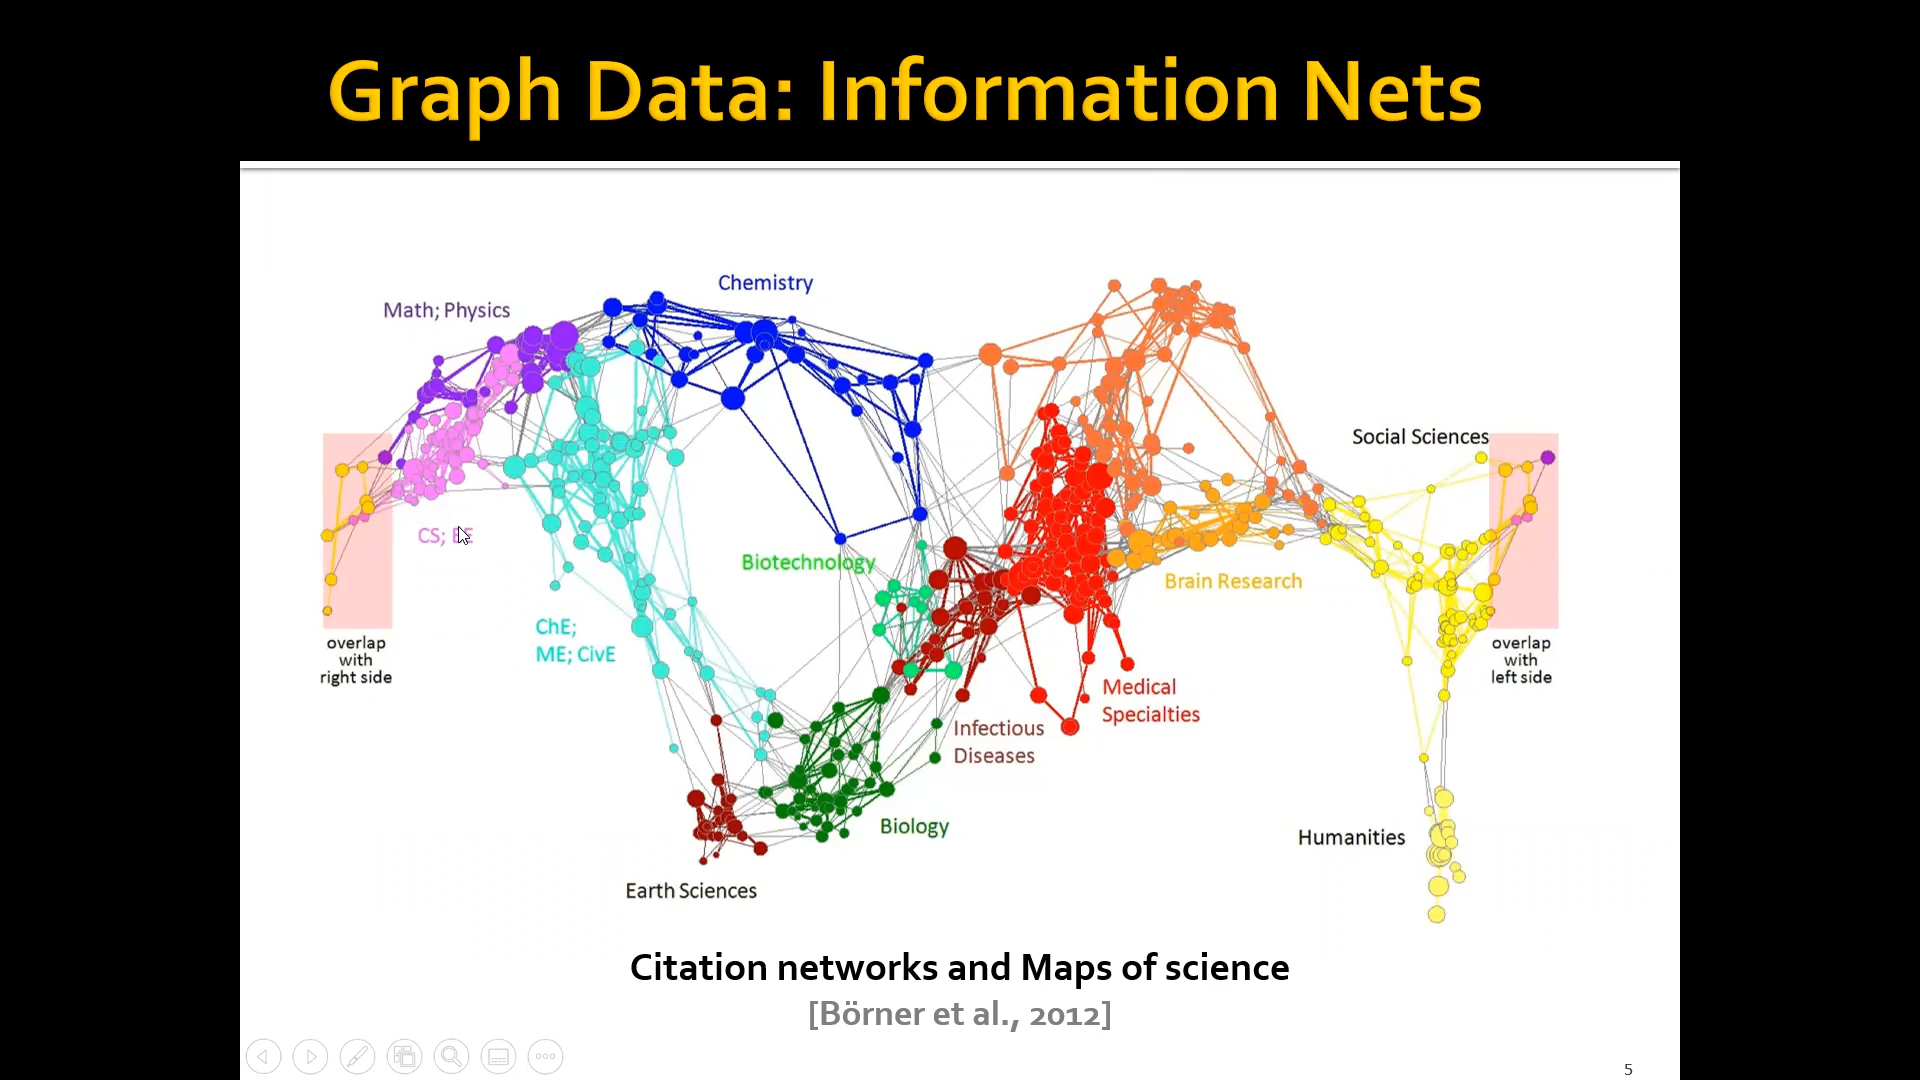 Graph Data: Information Nets
Chemistry
Math; Physics
Social Sciences
CS; EE
Biotechnology
Brain Research
ChE;
ME; CivE
overlap
with
right side
overlap
with
left side
Medical
Specialties
Infectious
Diseases
Biology
Humanities
Earth Sciences
Citation networks and Maps of science
[Börner et al., 2012]
5